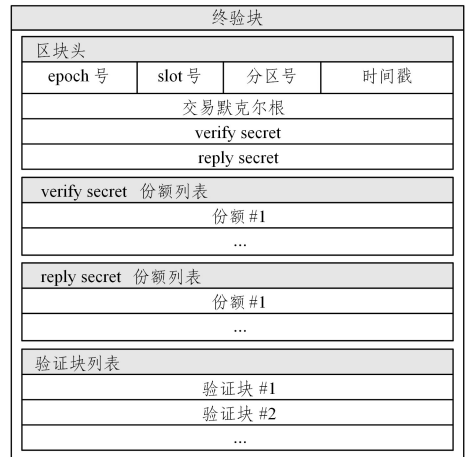 终验块
区块头
epoch 号 slot 号 分区号 时间戳
交易默克尔根
verify secret
reply secret
verify secret 份额列表
份额 #1
...
reply secret 份额列表
份额 #1
...
验证块列表
验证块 #1
验证块 #2
...